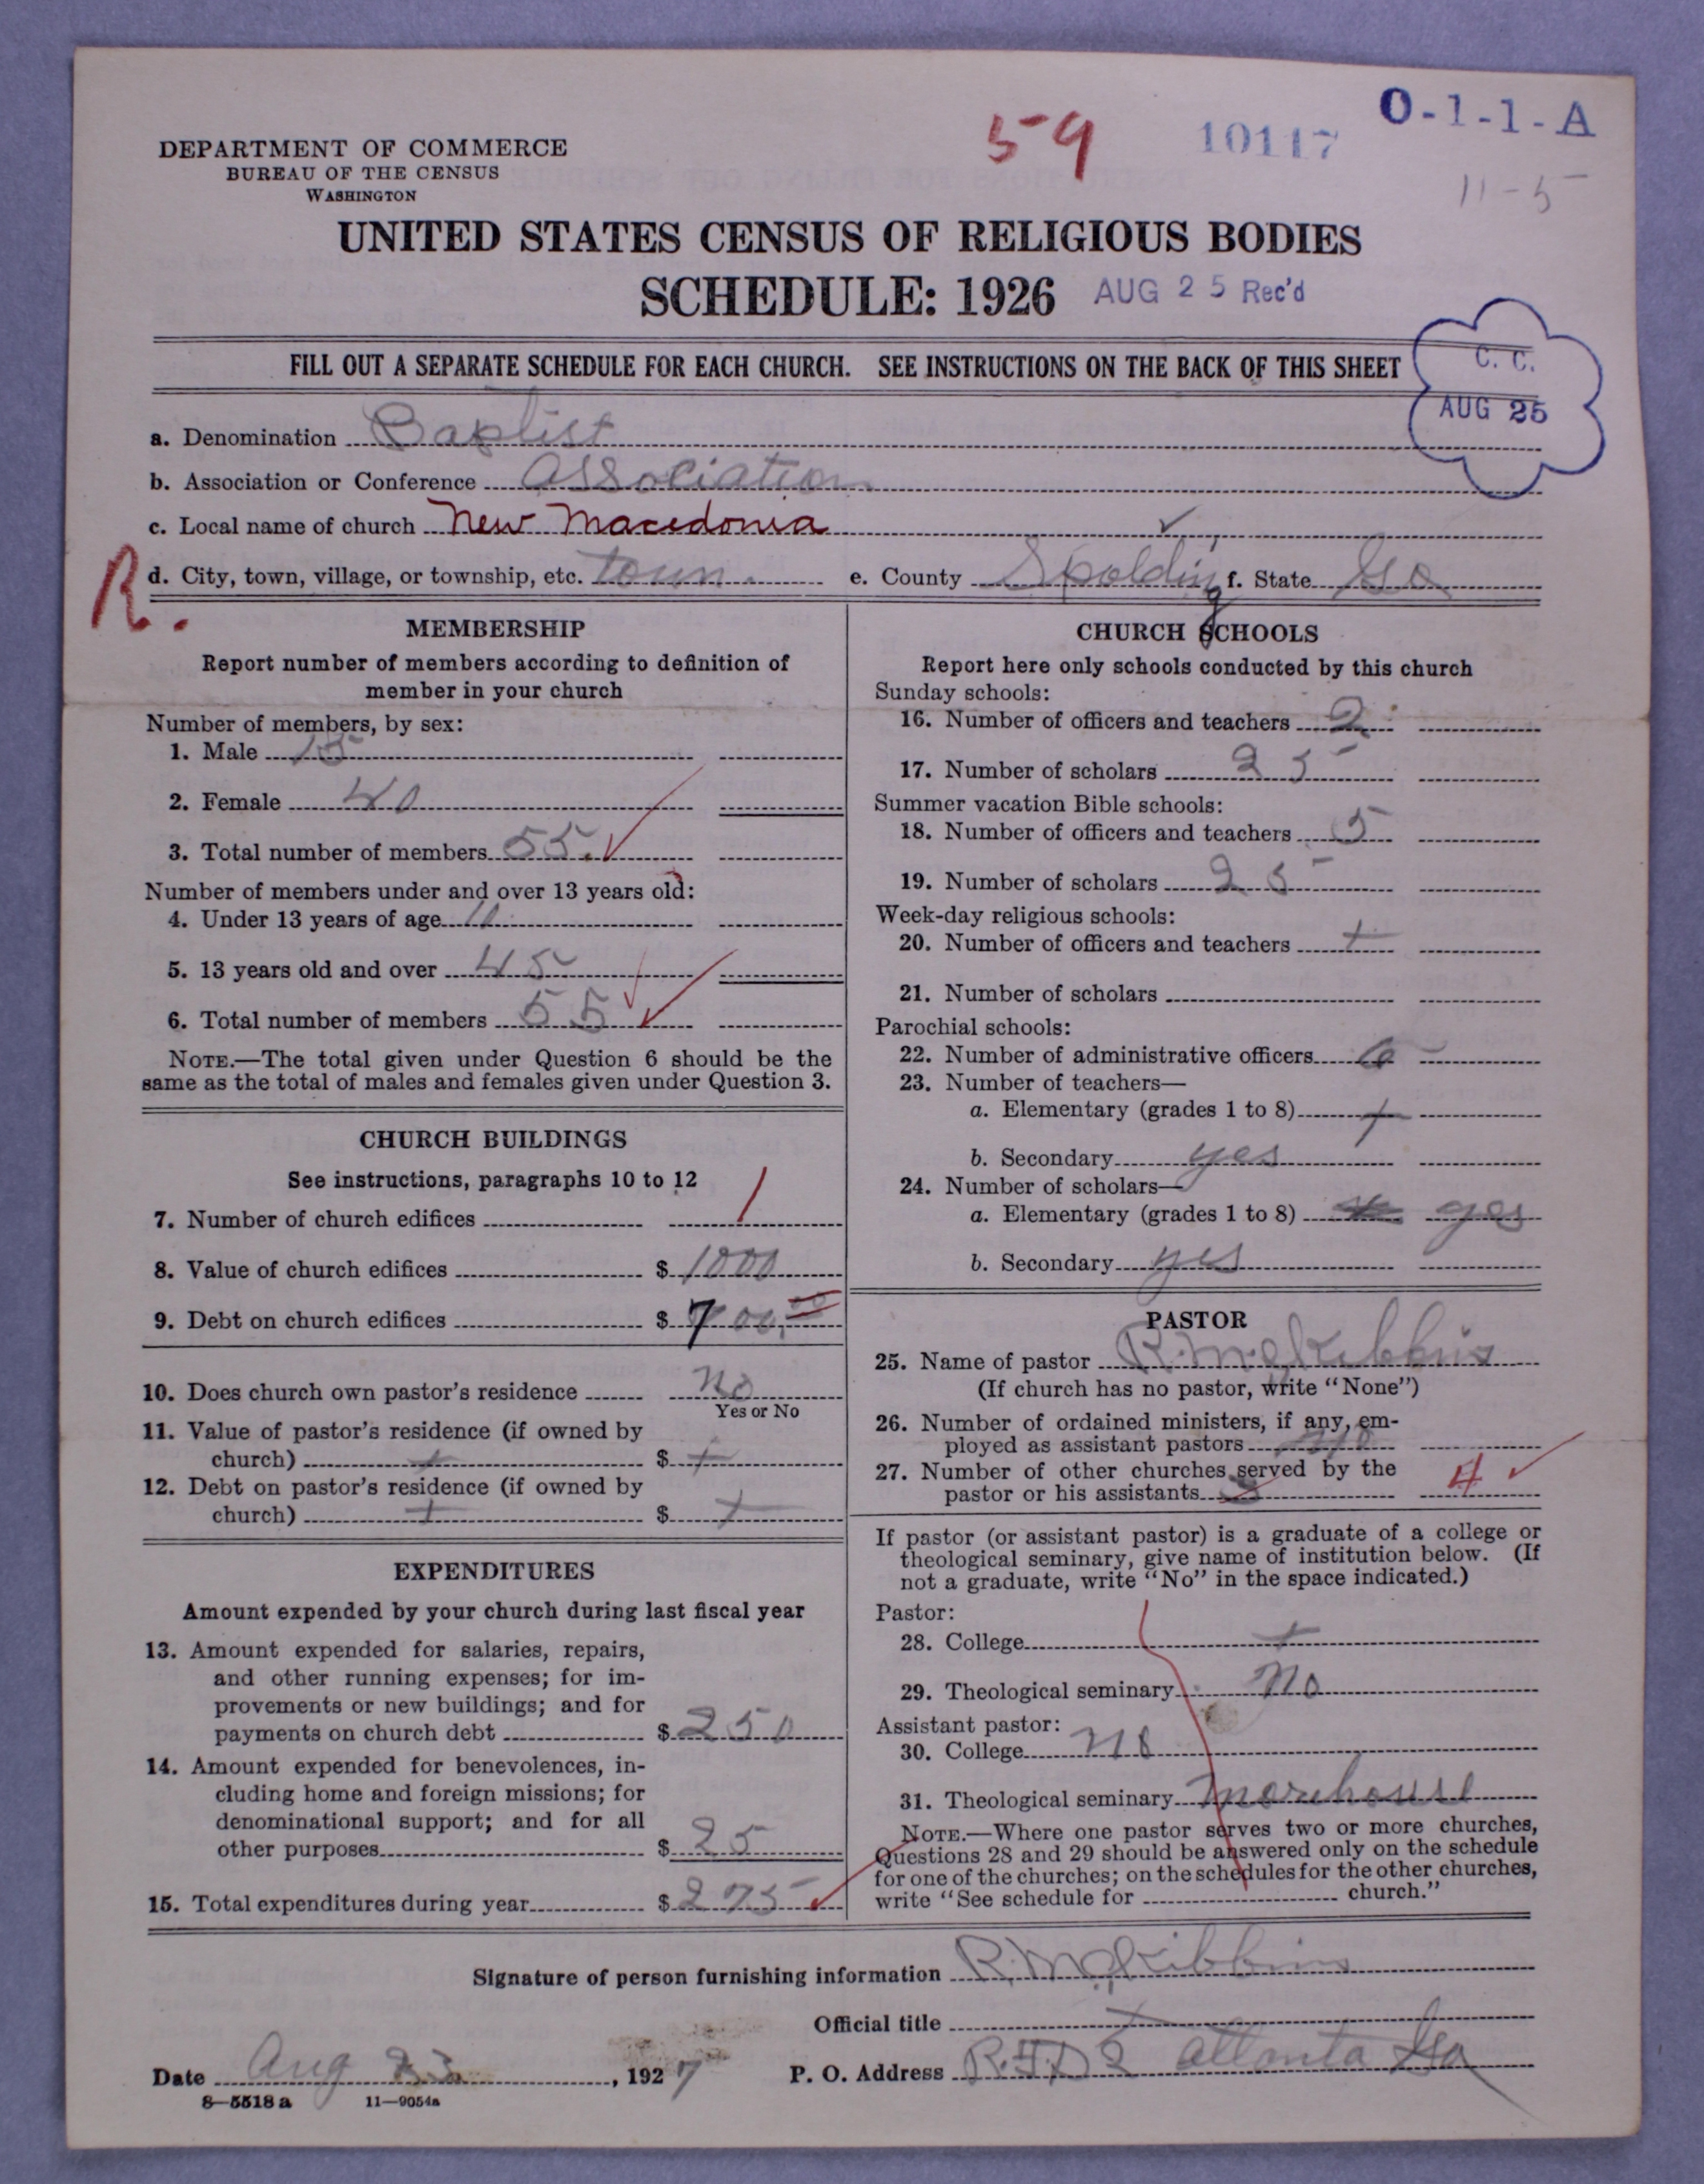 O-1-1-A
59
10117
11-5
DEPARTMENT OF COMMERCE
BUREAU OF THE CENSUS
WASHINGTON
UNITED STATES CENSUS OF RELIGIOUS BODIES
SCHEDULE: 1926 AUG 25 Rec'd
FILL OUT A SEPARATE SCHEDULE FOR EACH CHURCH. SEE INSTRUCTIONS ON THE BACK OF THIS SHEET
C. C.
AUG 25
a. Denomination Baptist
b. Association or Conference Association
c. Local name of church New Macedonia
R. d. City, town, village, or township, etc. town. e. County Spolding f. State Ga
MEMBERSHIP
Report number of members according to definition of
member in your church
Number of members, by sex:
1. Male 15
2. Female 40
3. Total number of members 55.
Number of members under and over 13 years old:
4. Under 13 years of age
5. 13 years old and over 45
6. Total number of members 55
NOTE.—The total given under Question 6 should be the
same as the total of males and females given under Question 3.
CHURCH BUILDINGS
See instructions, paragraphs 10 to 12
7. Number of church edifices 1
8. Value of church edifices $ 1000
9. Debt on church edifices $ 700.00
10. Does church own pastor's residence No
Yes or No
11. Value of pastor's residence (if owned by
church) + $ +
12. Debt on pastor's residence (if owned by
church) + $ +
EXPENDITURES
Amount expended by your church during last fiscal year
13. Amount expended for salaries, repairs,
and other running expenses; for im-
provements or new buildings; and for
payments on church debt $ 250
14. Amount expended for benevolences, in-
cluding home and foreign missions; for
denominational support; and for all
other purposes $ 25
15. Total expenditures during year $ 275
CHURCH SCHOOLS
Report here only schools conducted by this church
Sunday schools:
16. Number of officers and teachers 2
17. Number of scholars 25
Summer vacation Bible schools:
18. Number of officers and teachers 5
19. Number of scholars 25
Week-day religious schools:
20. Number of officers and teachers +
21. Number of scholars
Parochial schools:
22. Number of administrative officers 6
23. Number of teachers—
a. Elementary (grades 1 to 8) +
b. Secondary yes
24. Number of scholars—
a. Elementary (grades 1 to 8) yes
b. Secondary yes
PASTOR
25. Name of pastor R. McKibbins
(If church has no pastor, write "None")
26. Number of ordained ministers, if any, em-
ployed as assistant pastors no
27. Number of other churches served by the
pastor or his assistants 3 4
If pastor (or assistant pastor) is a graduate of a college or
theological seminary, give name of institution below. (If
not a graduate, write "No" in the space indicated.)
Pastor:
28. College +
29. Theological seminary No
Assistant pastor:
30. College no
31. Theological seminary morehouse
NOTE.—Where one pastor serves two or more churches,
Questions 28 and 29 should be answered only on the schedule
for one of the churches; on the schedules for the other churches,
write "See schedule for church."
Signature of person furnishing information R. McKibbins
Official title +
Date Aug 23, 1927 P. O. Address R.F.D 2 Atlanta Ga
8—5518 a 11—9054a